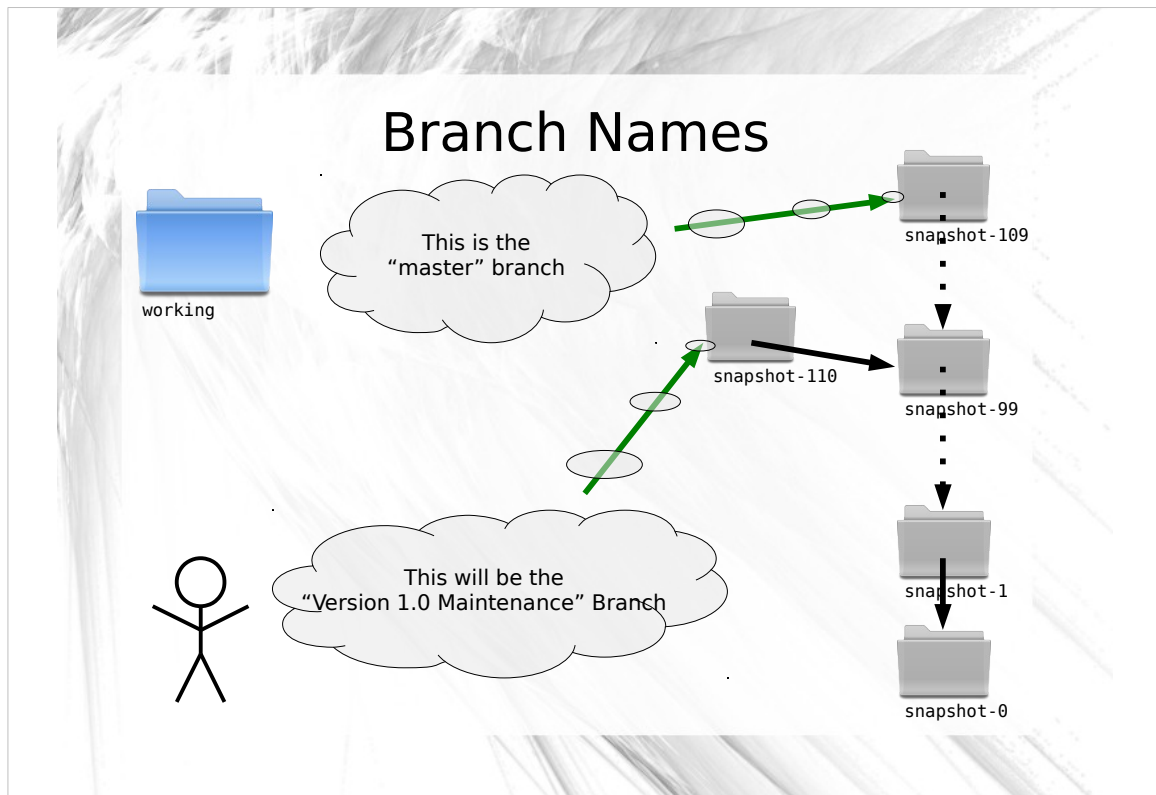 Branch Names
This is the
“master” branch
working
snapshot-109
snapshot-110
snapshot-99
This will be the
“Version 1.0 Maintenance” Branch
snapshot-1
snapshot-0